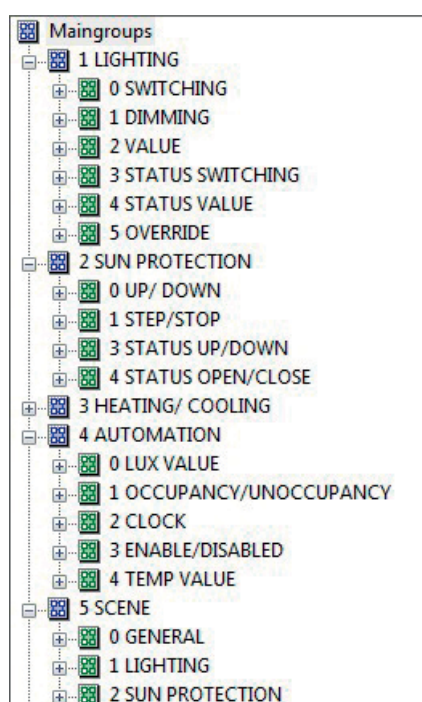 Maingroups
1 LIGHTING
0 SWITCHING
1 DIMMING
2 VALUE
3 STATUS SWITCHING
4 STATUS VALUE
5 OVERRIDE
2 SUN PROTECTION
0 UP/ DOWN
1 STEP/STOP
3 STATUS UP/DOWN
4 STATUS OPEN/CLOSE
3 HEATING/ COOLING
4 AUTOMATION
0 LUX VALUE
1 OCCUPANCY/UNOCCUPANCY
2 CLOCK
3 ENABLE/DISABLED
4 TEMP VALUE
5 SCENE
0 GENERAL
1 LIGHTING
2 SUN PROTECTION